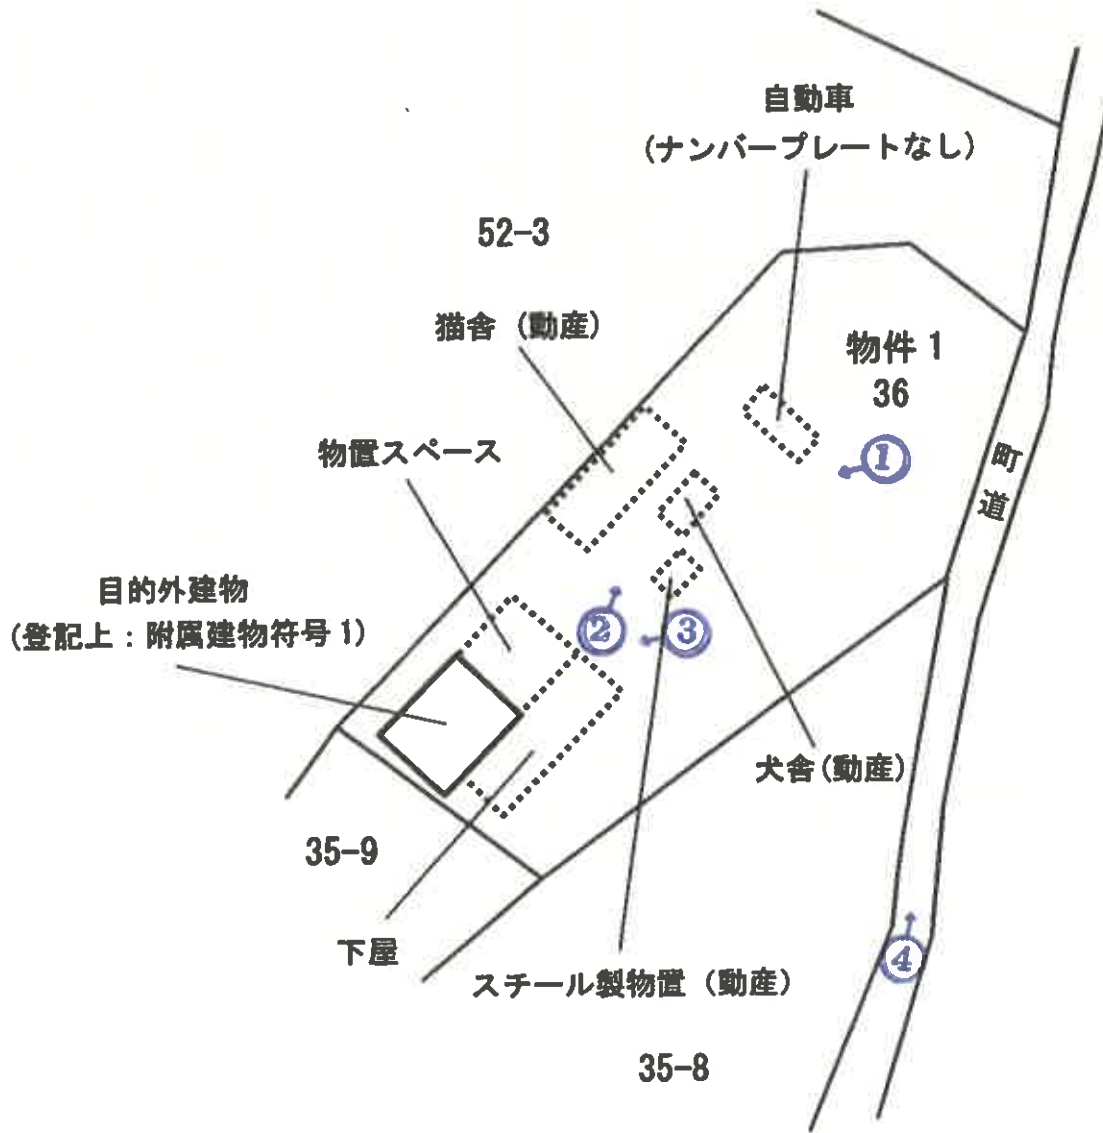 自動車
(ナンバープレートなし)
52-3
猫舎 (動産)
物件 1
36
物置スペース
①
町道
目的外建物
(登記上：附属建物符号 1)
②
③
犬舎(動産)
35-9
下屋
④
スチール製物置 (動産)
35-8